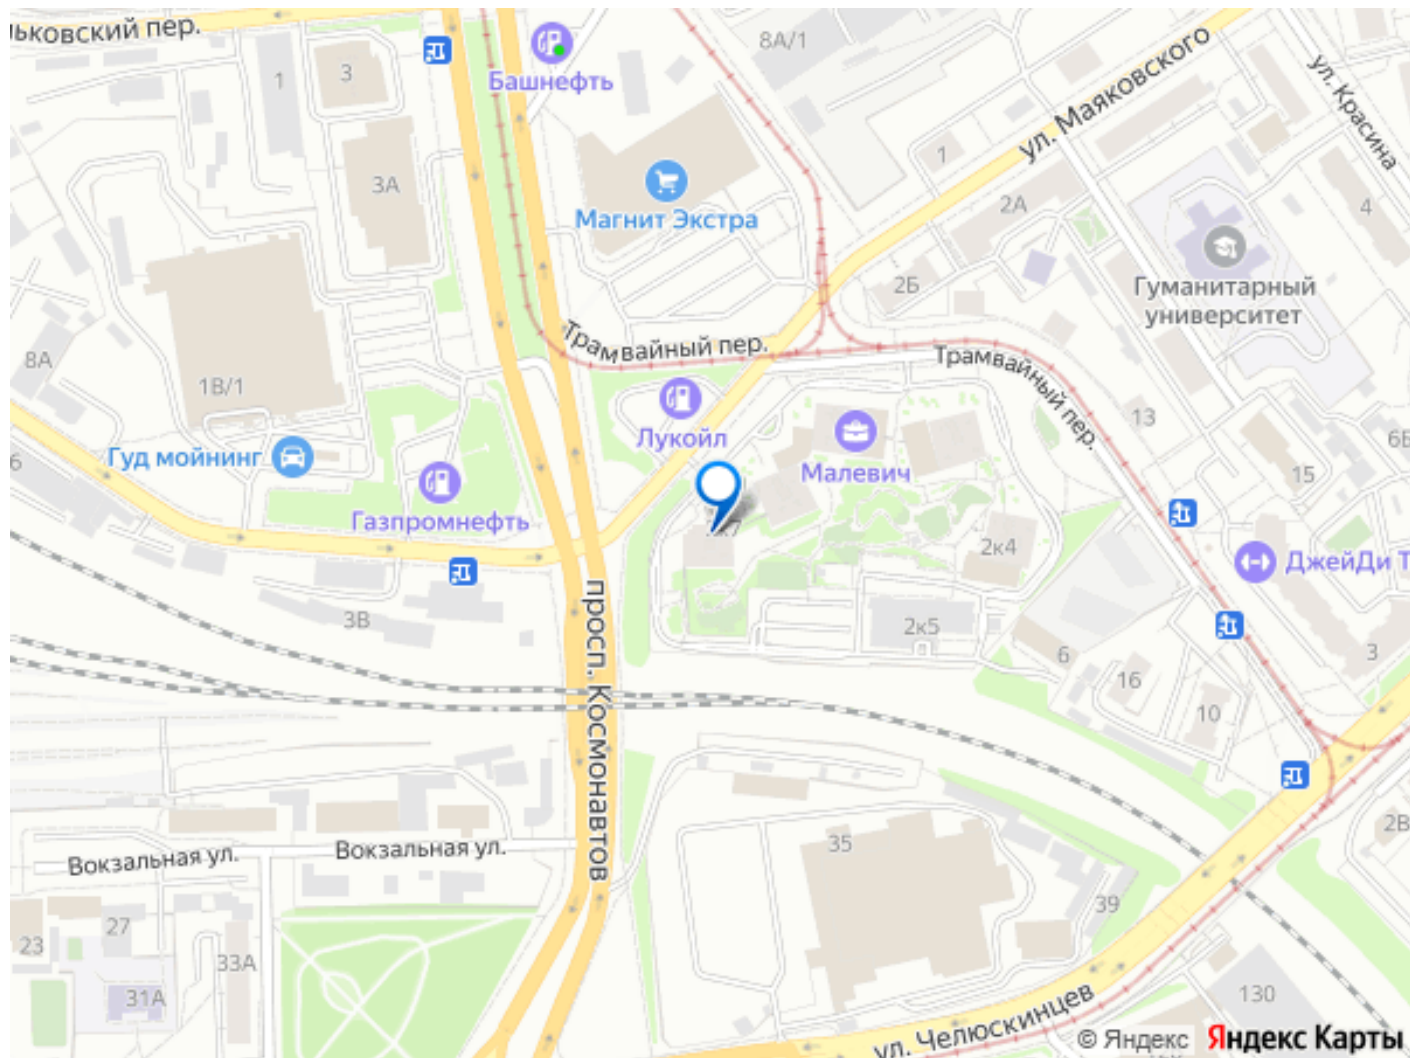 ьковский пер.
Башнефть
8А/1
1
3
ул. Маяковского
ул. Красина
3А
1
Магнит Экстра
2А
4
2Б
Гуманитарный
университет
Трамвайный пер.
Трамвайный пер.
8А
1В/1
Лукойл
13
6Б
Гуд мойнинг
6
Малевич
15
Газпромнефть
2к4
ДжейДи Т
просп. Космонавтов
3В
2к5
6
3
16
10
35
2В
Вокзальная ул.
Вокзальная ул.
39
27
23
33А
31А
130
ул. Челюскинцев
© Яндекс Яндекс Карты